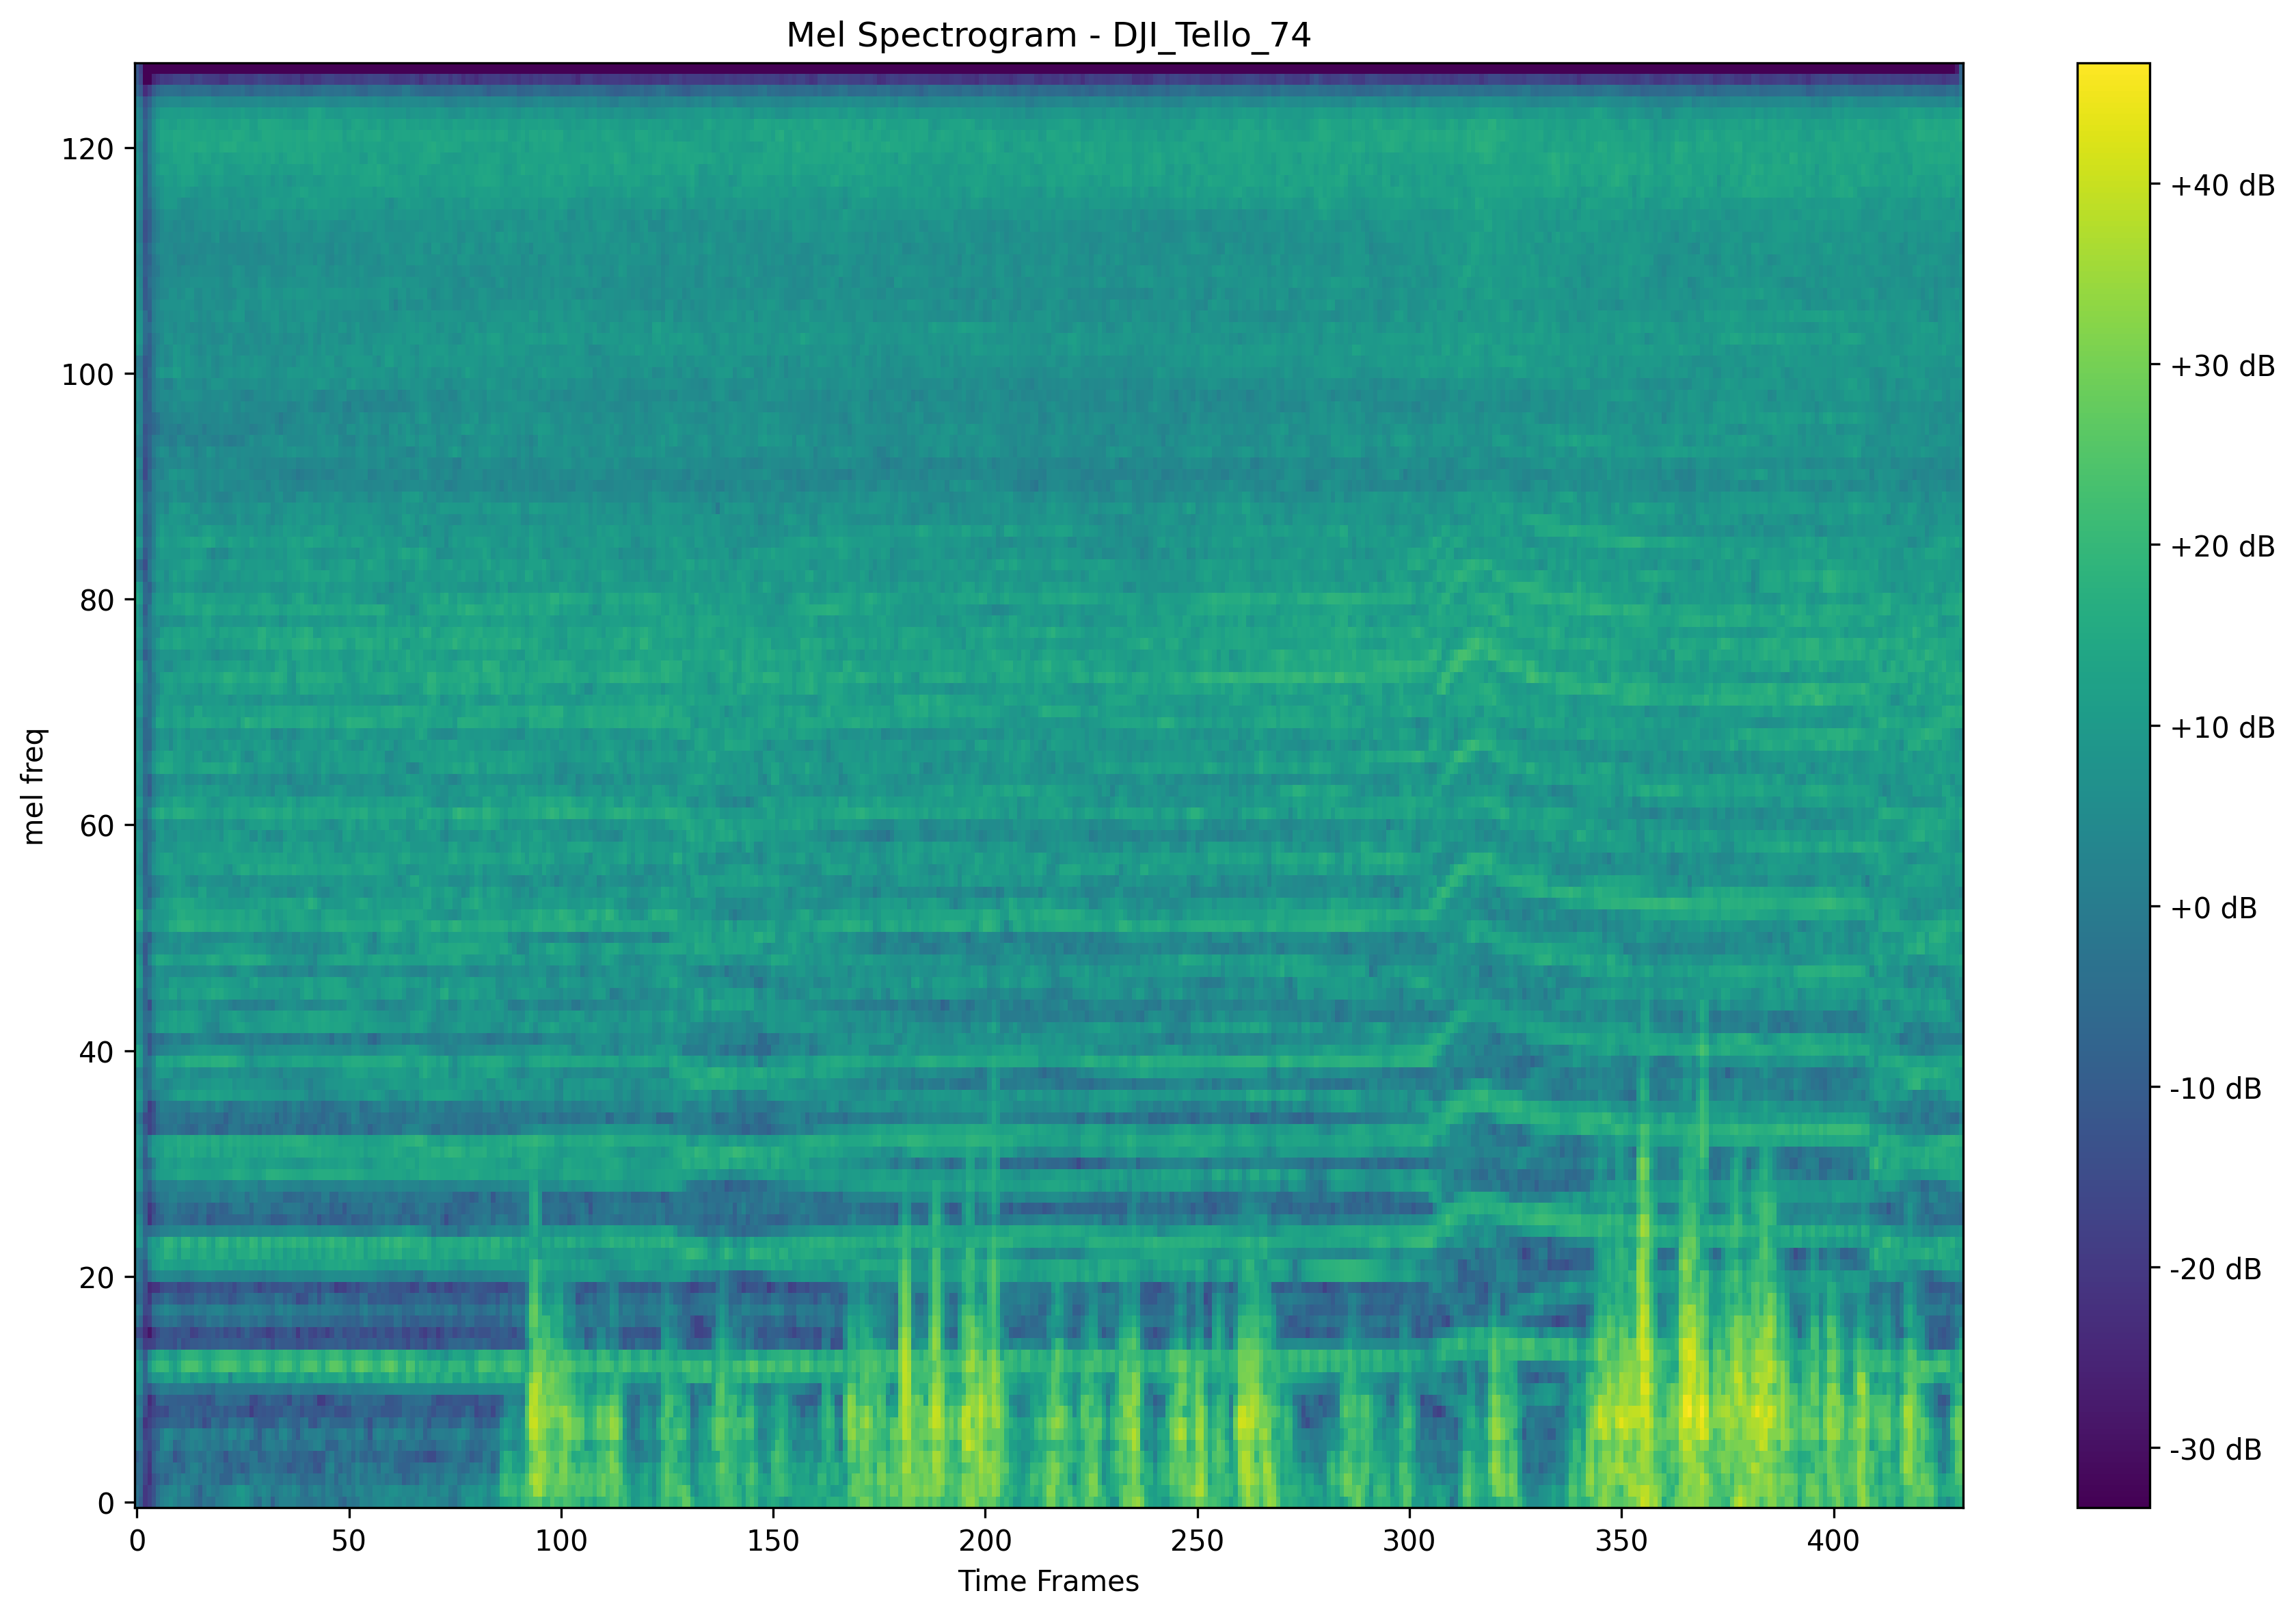 Mel Spectrogram - DJI_Tello_74
mel freq
120
100
80
60
40
20
0
0 50 100 150 200 250 300 350 400
Time Frames
+40 dB
+30 dB
+20 dB
+10 dB
+0 dB
-10 dB
-20 dB
-30 dB